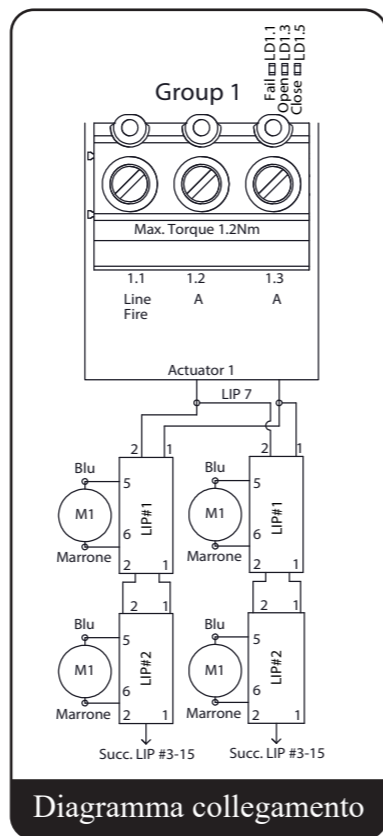 Fail LD1.1
Open LD1.3
Close LD1.5
Group 1
Max. Torque 1.2Nm
1.1 1.2 1.3
Line Fire A A
Actuator 1
LIP 7
2 1 2 1
Blu 5 Blu 5
M1 LIP#1 M1 LIP#1
6 6
Marrone 2 1 Marrone 2 1
2 1 2 1
Blu 5 Blu 5
M1 LIP#2 M1 LIP#2
6 6
Marrone 2 1 Marrone 2 1
Succ. LIP #3-15 Succ. LIP #3-15
Diagramma collegamento